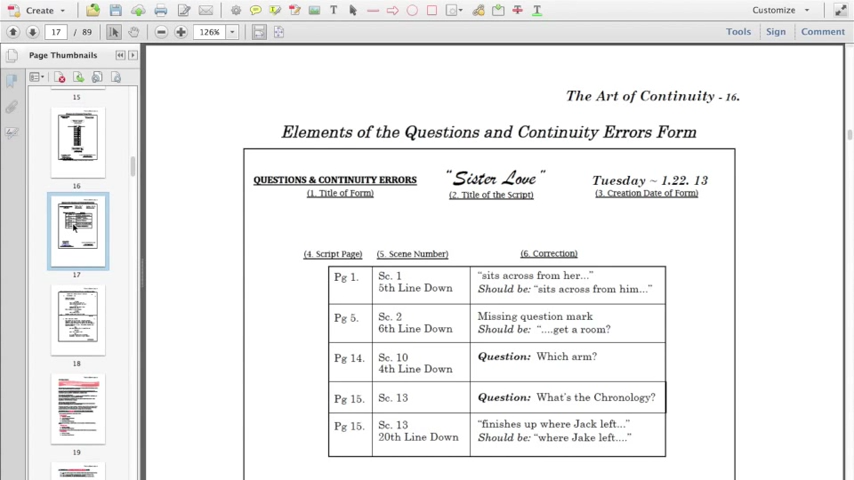 Create
Customize
17 / 89
126%
Tools
Sign
Comment
Page Thumbnails
15
16
17
18
19
The Art of Continuity - 16.
Elements of the Questions and Continuity Errors Form
QUESTIONS & CONTINUITY ERRORS
(1. Title of Form)
"Sister Love"
(2. Title of the Script)
Tuesday ~ 1.22. 13
(3. Creation Date of Form)
(4. Script Page)
(5. Scene Number)
(6. Correction)
Pg 1.
Sc. 1
5th Line Down
"sits across from her..."
Should be: "sits across from him..."
Pg 5.
Sc. 2
6th Line Down
Missing question mark
Should be: "....get a room?
Pg 14.
Sc. 10
4th Line Down
Question: Which arm?
Pg 15.
Sc. 13
Question: What's the Chronology?
Pg 15.
Sc. 13
20th Line Down
"finishes up where Jack left..."
Should be: "where Jake left...."